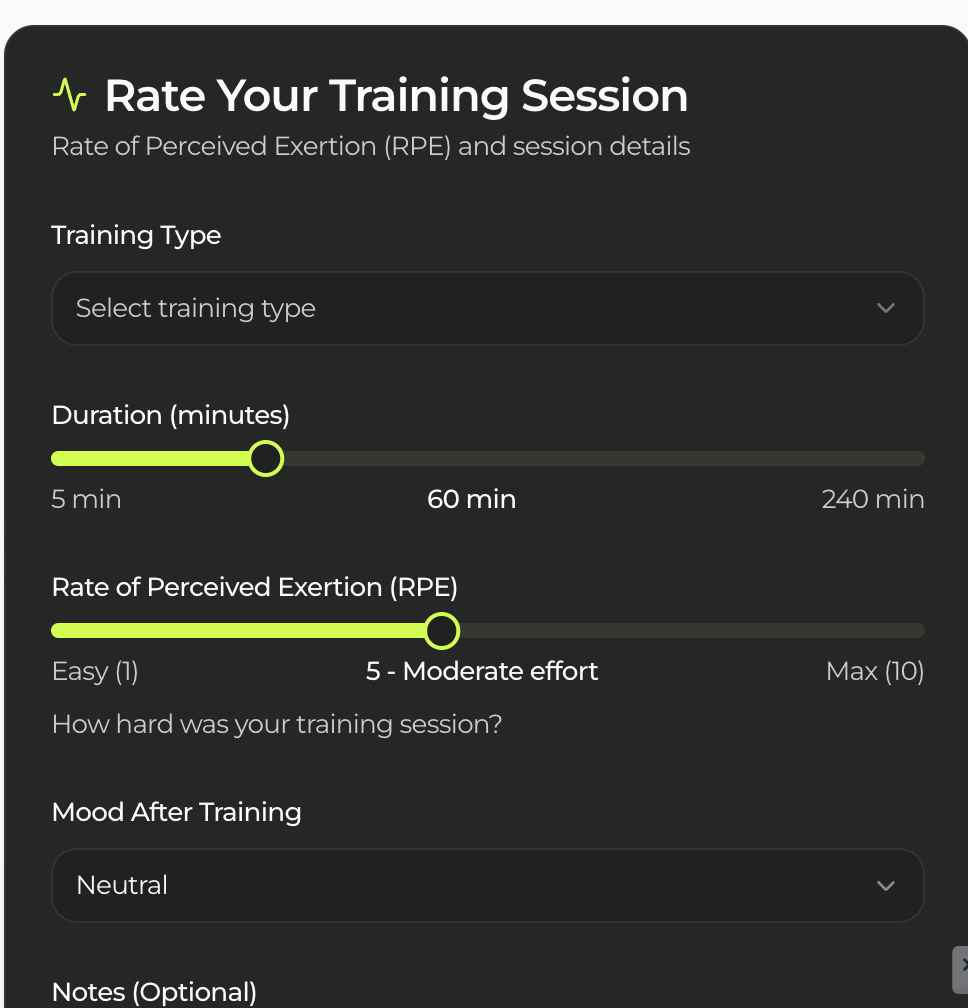 Rate Your Training Session
Rate of Perceived Exertion (RPE) and session details
Training Type
Select training type
Duration (minutes)
5 min 60 min 240 min
Rate of Perceived Exertion (RPE)
Easy (1) 5 - Moderate effort Max (10)
How hard was your training session?
Mood After Training
Neutral
Notes (Optional)